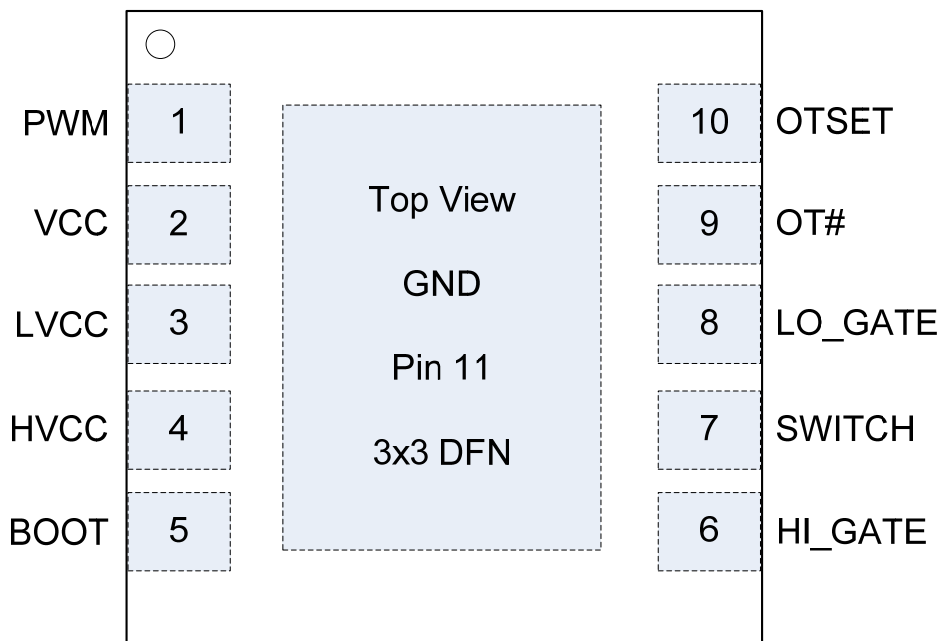 PWM 1 10 OTSET
Top View
VCC 2 9 OT#
GND
LVCC 3 8 LO_GATE
Pin 11
HVCC 4 7 SWITCH
3x3 DFN
BOOT 5 6 HI_GATE